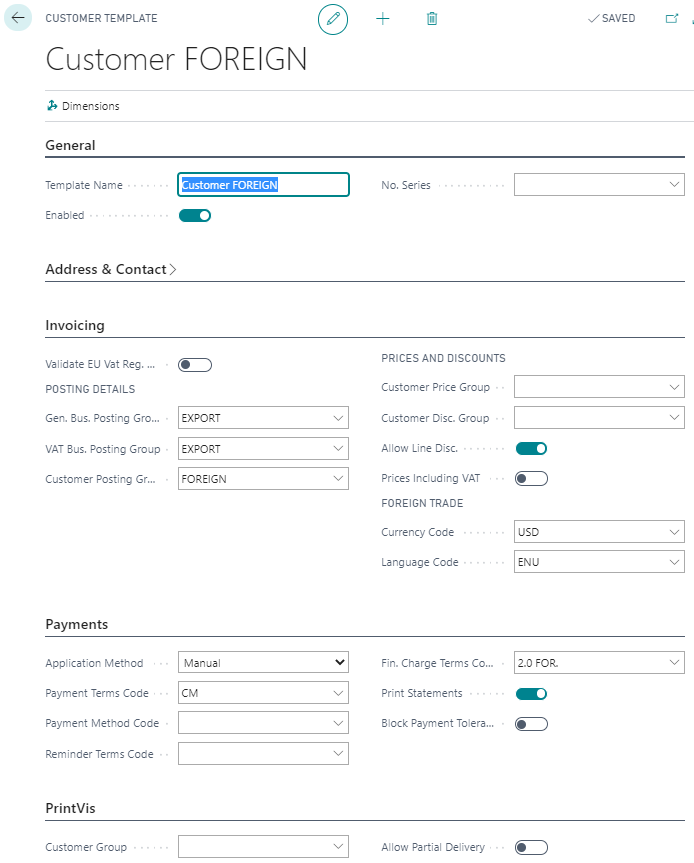 CUSTOMER TEMPLATE
SAVED
Customer FOREIGN
Dimensions
General
Template Name
Customer FOREIGN
No. Series
Enabled
Address & Contact
Invoicing
Validate EU Vat Reg. ...
POSTING DETAILS
Gen. Bus. Posting Gro...
EXPORT
VAT Bus. Posting Group
EXPORT
Customer Posting Gr...
FOREIGN
PRICES AND DISCOUNTS
Customer Price Group
Customer Disc. Group
Allow Line Disc.
Prices Including VAT
FOREIGN TRADE
Currency Code
USD
Language Code
ENU
Payments
Application Method
Manual
Payment Terms Code
CM
Payment Method Code
Reminder Terms Code
Fin. Charge Terms Co...
2.0 FOR.
Print Statements
Block Payment Tolera...
PrintVis
Customer Group
Allow Partial Delivery